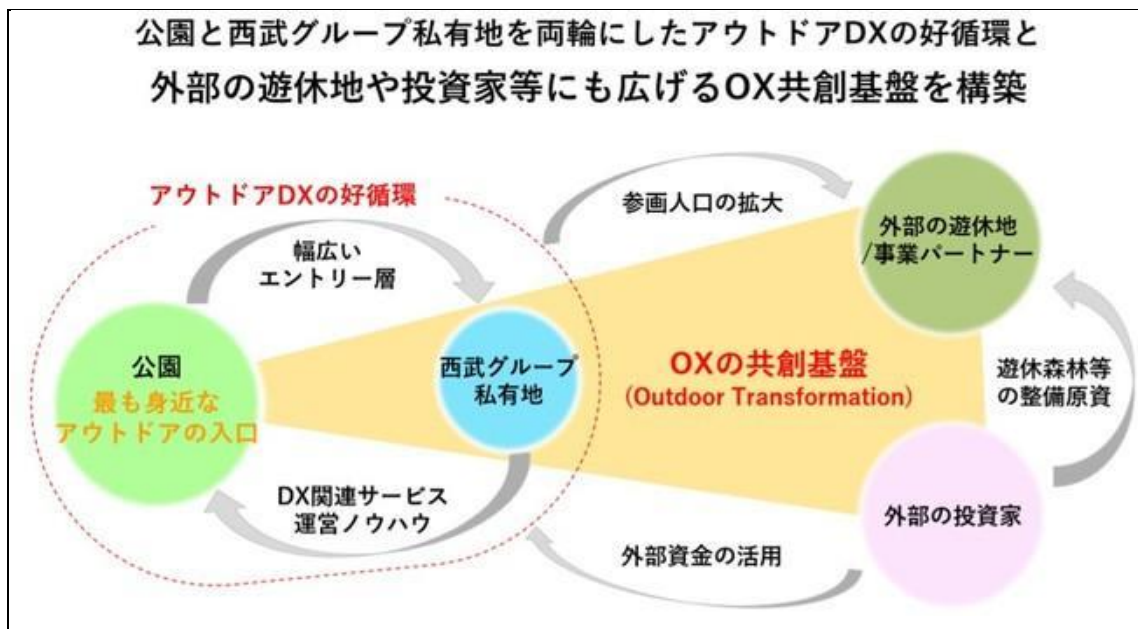 公園と西武グループ私有地を両輪にしたアウトドアDXの好循環と
外部の遊休地や投資家等にも広げるOX共創基盤を構築
アウトドアDXの好循環
幅広い
エントリー層
参画人口の拡大
外部の遊休地
/事業パートナー
公園
最も身近な
アウトドアの入口
西武グループ
私有地
OXの共創基盤
(Outdoor Transformation)
遊休森林等
の整備原資
DX関連サービス
運営ノウハウ
外部資金の活用
外部の投資家